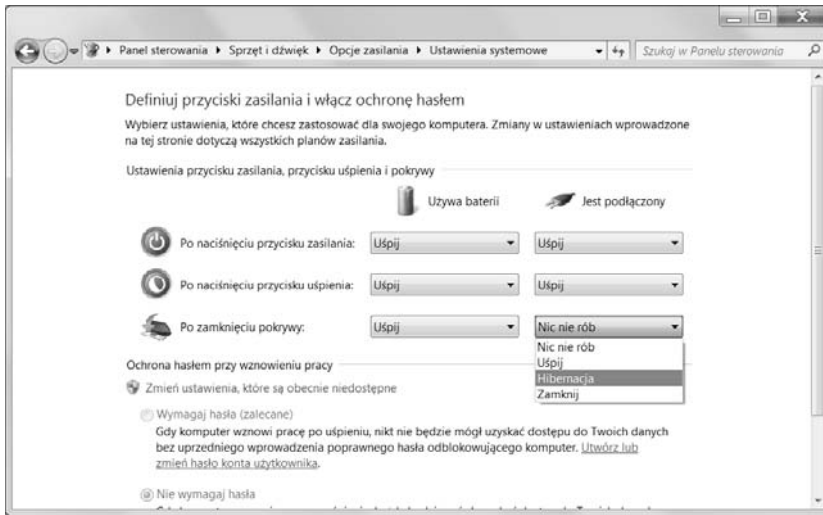 Panel sterowania ▸ Sprzęt i dźwięk ▸ Opcje zasilania ▸ Ustawienia systemowe
Szukaj w Panelu sterowania
Definiuj przyciski zasilania i włącz ochronę hasłem
Wybierz ustawienia, które chcesz zastosować dla swojego komputera. Zmiany w ustawieniach wprowadzone
na tej stronie dotyczą wszystkich planów zasilania.
Ustawienia przycisku zasilania, przycisku uśpienia i pokrywy
Używa baterii Jest podłączony
Po naciśnięciu przycisku zasilania: Uśpij Uśpij
Po naciśnięciu przycisku uśpienia: Uśpij Uśpij
Po zamknięciu pokrywy: Uśpij Nic nie rób
Nic nie rób
Uśpij
Hibernacja
Zamknij
Ochrona hasłem przy wznowieniu pracy
Zmień ustawienia, które są obecnie niedostępne
Wymagaj hasła (zalecane)
Gdy komputer wznowi pracę po uśpieniu, nikt nie będzie mógł uzyskać dostępu do Twoich danych
bez uprzedniego wprowadzenia poprawnego hasła odblokowującego komputer. Utwórz lub
zmień hasło konta użytkownika.
Nie wymagaj hasła